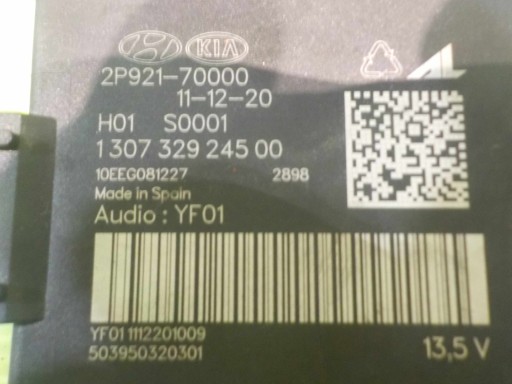 HYUNDAI KIA
2P921-70000
11-12-20
H01 S0001
1 307 329 245 00
10EEG081227 2898
Made in Spain
Audio : YF01
YF01 1112201009
503950320301
13,5 V